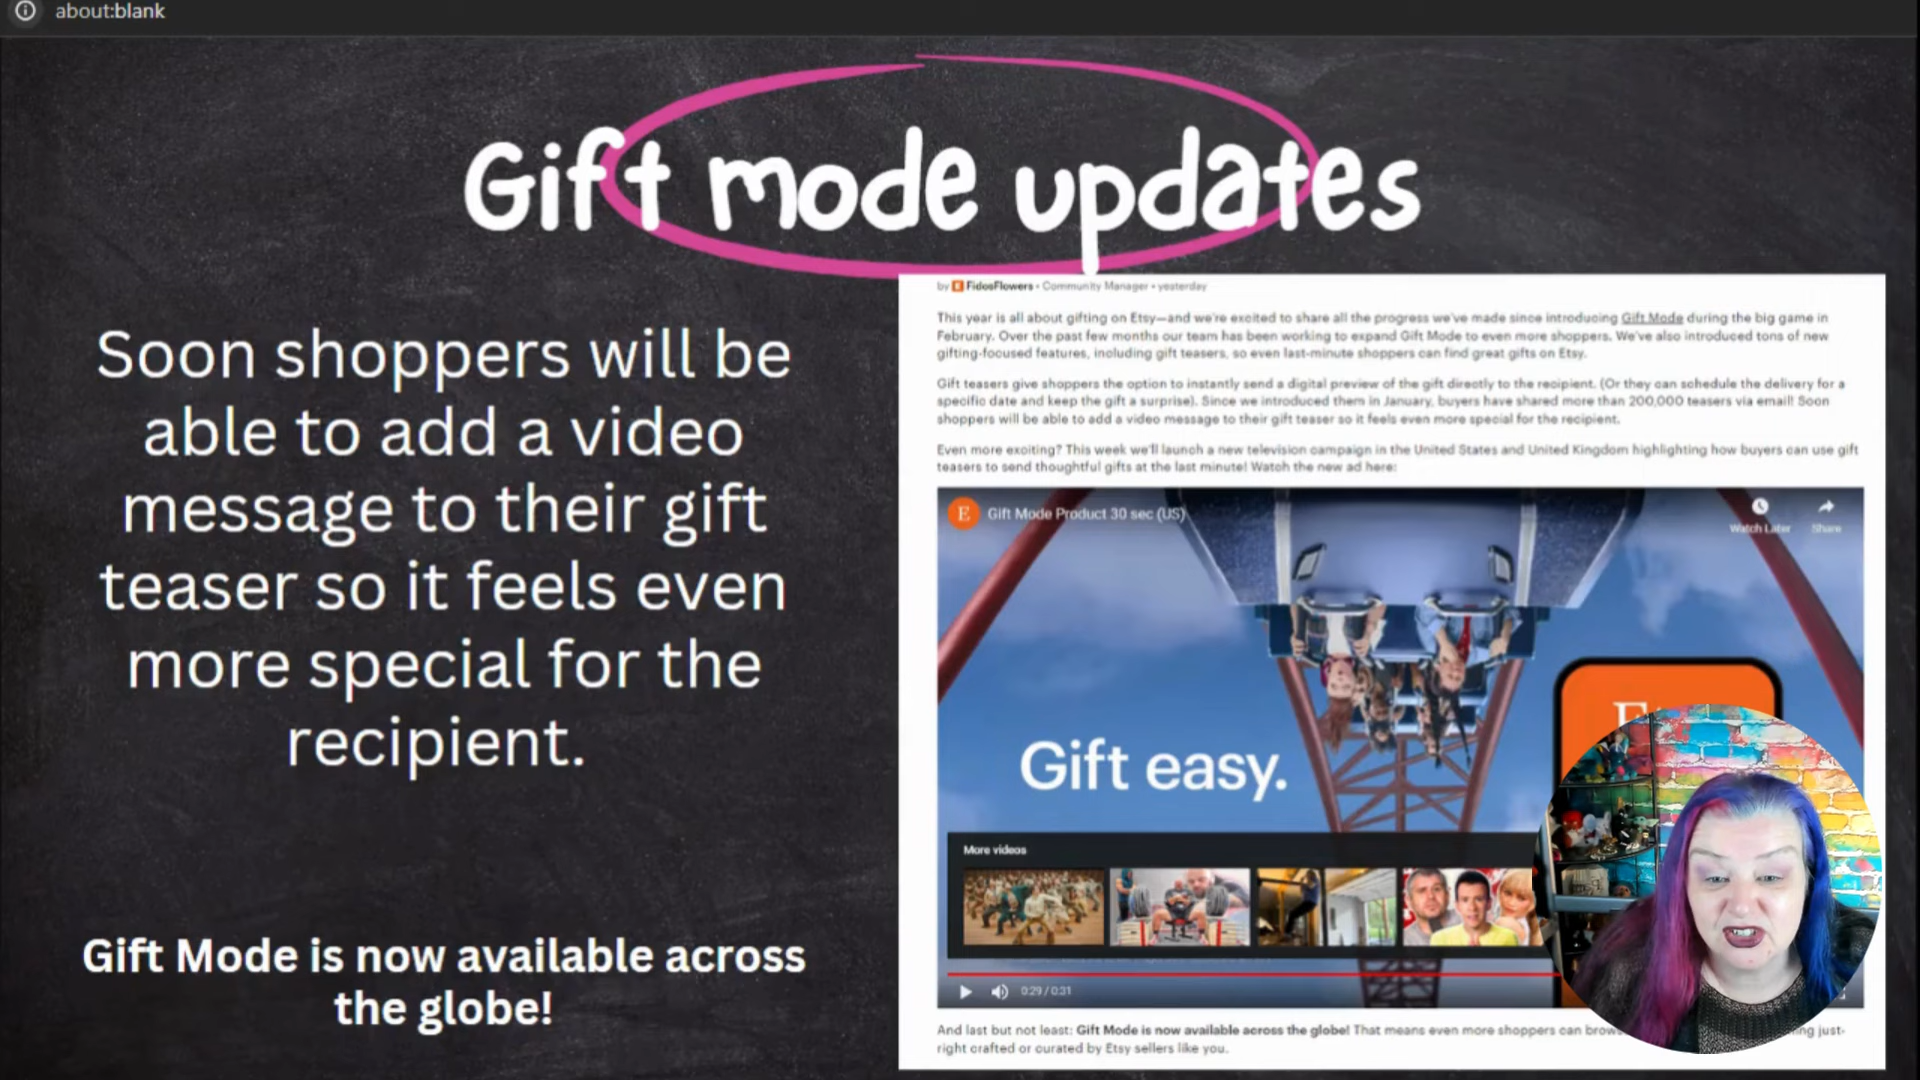 about:blank
Gift mode updates
Soon shoppers will be
able to add a video
message to their gift
teaser so it feels even
more special for the
recipient.
Gift Mode is now available across
the globe!
by FidosFlowers • Community Manager • yesterday
This year is all about gifting on Etsy—and we're excited to share all the progress we've made since introducing Gift Mode during the big game in
February. Over the past few months our team has been working to expand Gift Mode to even more shoppers. We've also introduced tons of new
gifting-focused features, including gift teasers, so even last-minute shoppers can find great gifts on Etsy.
Gift teasers give shoppers the option to instantly send a digital preview of the gift directly to the recipient. (Or they can schedule the delivery for a
specific date and keep the gift a surprise). Since we introduced them in January, buyers have shared more than 200,000 teasers via email! Soon
shoppers will be able to add a video message to their gift teaser so it feels even more special for the recipient.
Even more exciting? This week we'll launch a new television campaign in the United States and United Kingdom highlighting how buyers can use gift
teasers to send thoughtful gifts at the last minute! Watch the new ad here:
E Gift Mode Product 30 sec (US)
Watch Later Share
Gift easy.
More videos
0:29 / 0:31
And last but not least: Gift Mode is now available across the globe! That means even more shoppers can just-
right crafted or curated by Etsy sellers like you.